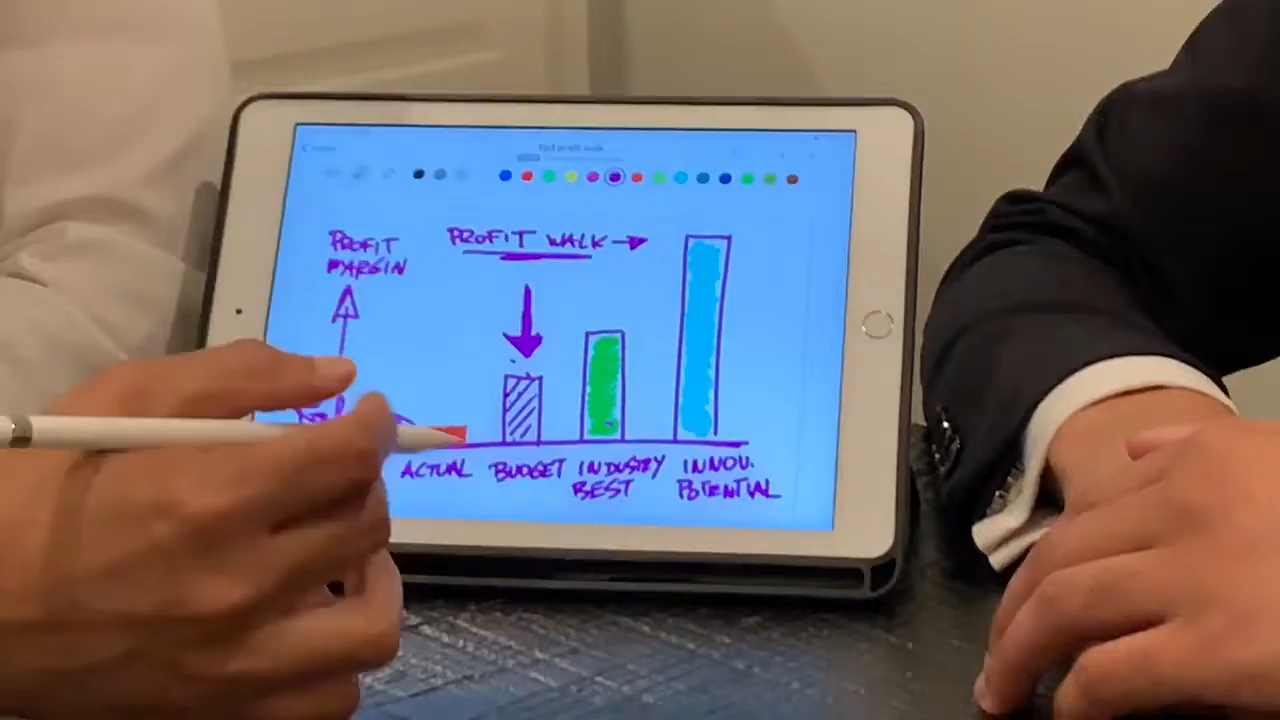 PROFIT
MARGIN
PROFIT WALK →
ACTUAL
BUDGET
INDUSTRY
BEST
INNOV.
POTENTIAL